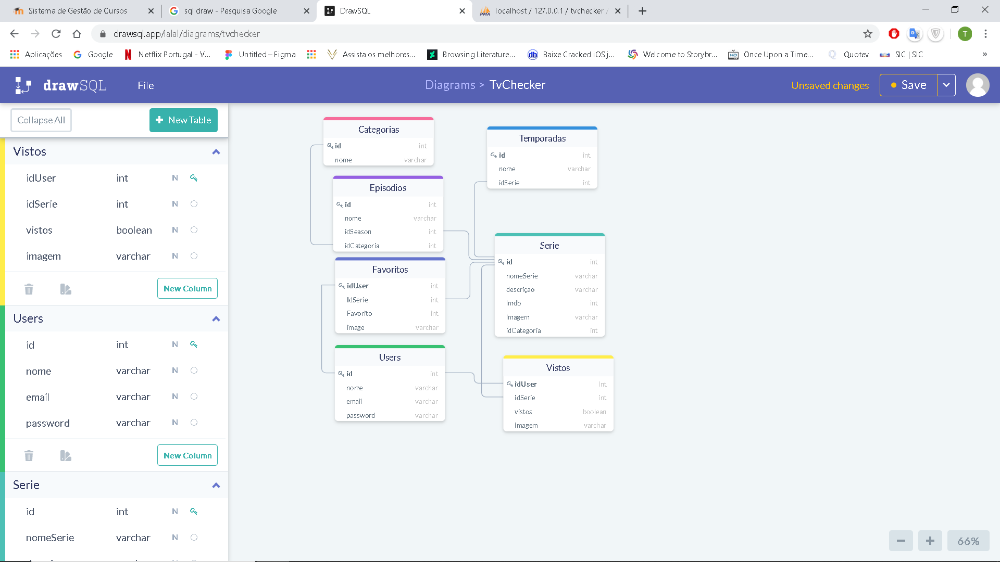 Sistema de Gestão de Cursos
sql draw - Pesquisa Google
DrawSQL
localhost / 127.0.0.1 / tvchecker /
drawsql.app/lalal/diagrams/tvchecker
T
Aplicações
Google
Netflix Portugal - V...
Untitled – Figma
Assista os melhores...
Browsing Literature...
Baixe Cracked iOS j...
Welcome to Storybr...
Once Upon a Time...
Quotev
SIC | SIC
»
drawSQL
File
Diagrams > TvChecker
Unsaved changes
Save
Collapse All
+ New Table
Vistos
idUser int N
idSerie int N
vistos boolean N
imagem varchar N
New Column
Users
id int N
nome varchar N
email varchar N
password varchar N
New Column
Serie
id int N
nomeSerie varchar N
Categorias
id int
nome varchar
Temporadas
id int
nome varchar
idSerie int
Episodios
id int
nome varchar
idSeason int
idCategoria int
Serie
id int
nomeSerie varchar
descriçao varchar
imdb int
imagem varchar
idCategoria int
Favoritos
idUser int
IdSerie int
Favorito int
image varchar
Users
id int
nome varchar
email varchar
password varchar
Vistos
idUser int
idSerie int
vistos boolean
imagem varchar
66%